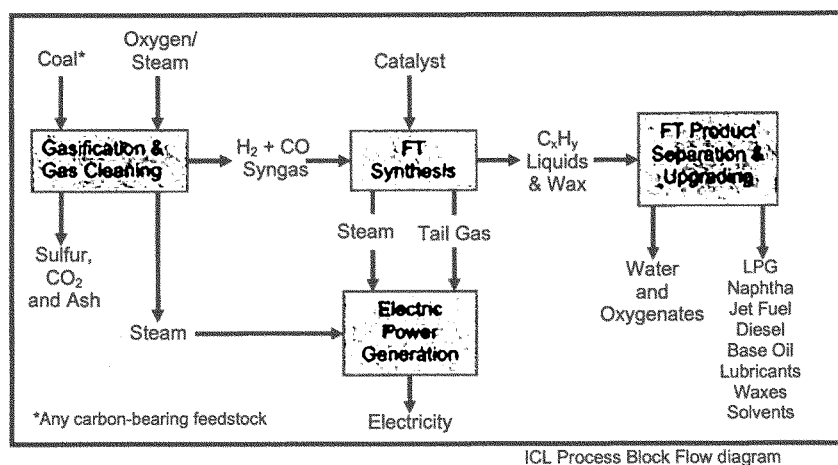 Coal*
Oxygen/
Steam
Catalyst
Gasification &
Gas Cleaning
H₂ + CO
Syngas
FT
Synthesis
CₓHᵧ
Liquids
& Wax
FT Product
Separation &
Upgrading
Sulfur,
CO₂
and Ash
Steam
Steam
Tail Gas
Electric
Power
Generation
Electricity
Water
and
Oxygenates
LPG
Naphtha
Jet Fuel
Diesel
Base Oil
Lubricants
Waxes
Solvents
*Any carbon-bearing feedstock
ICL Process Block Flow diagram